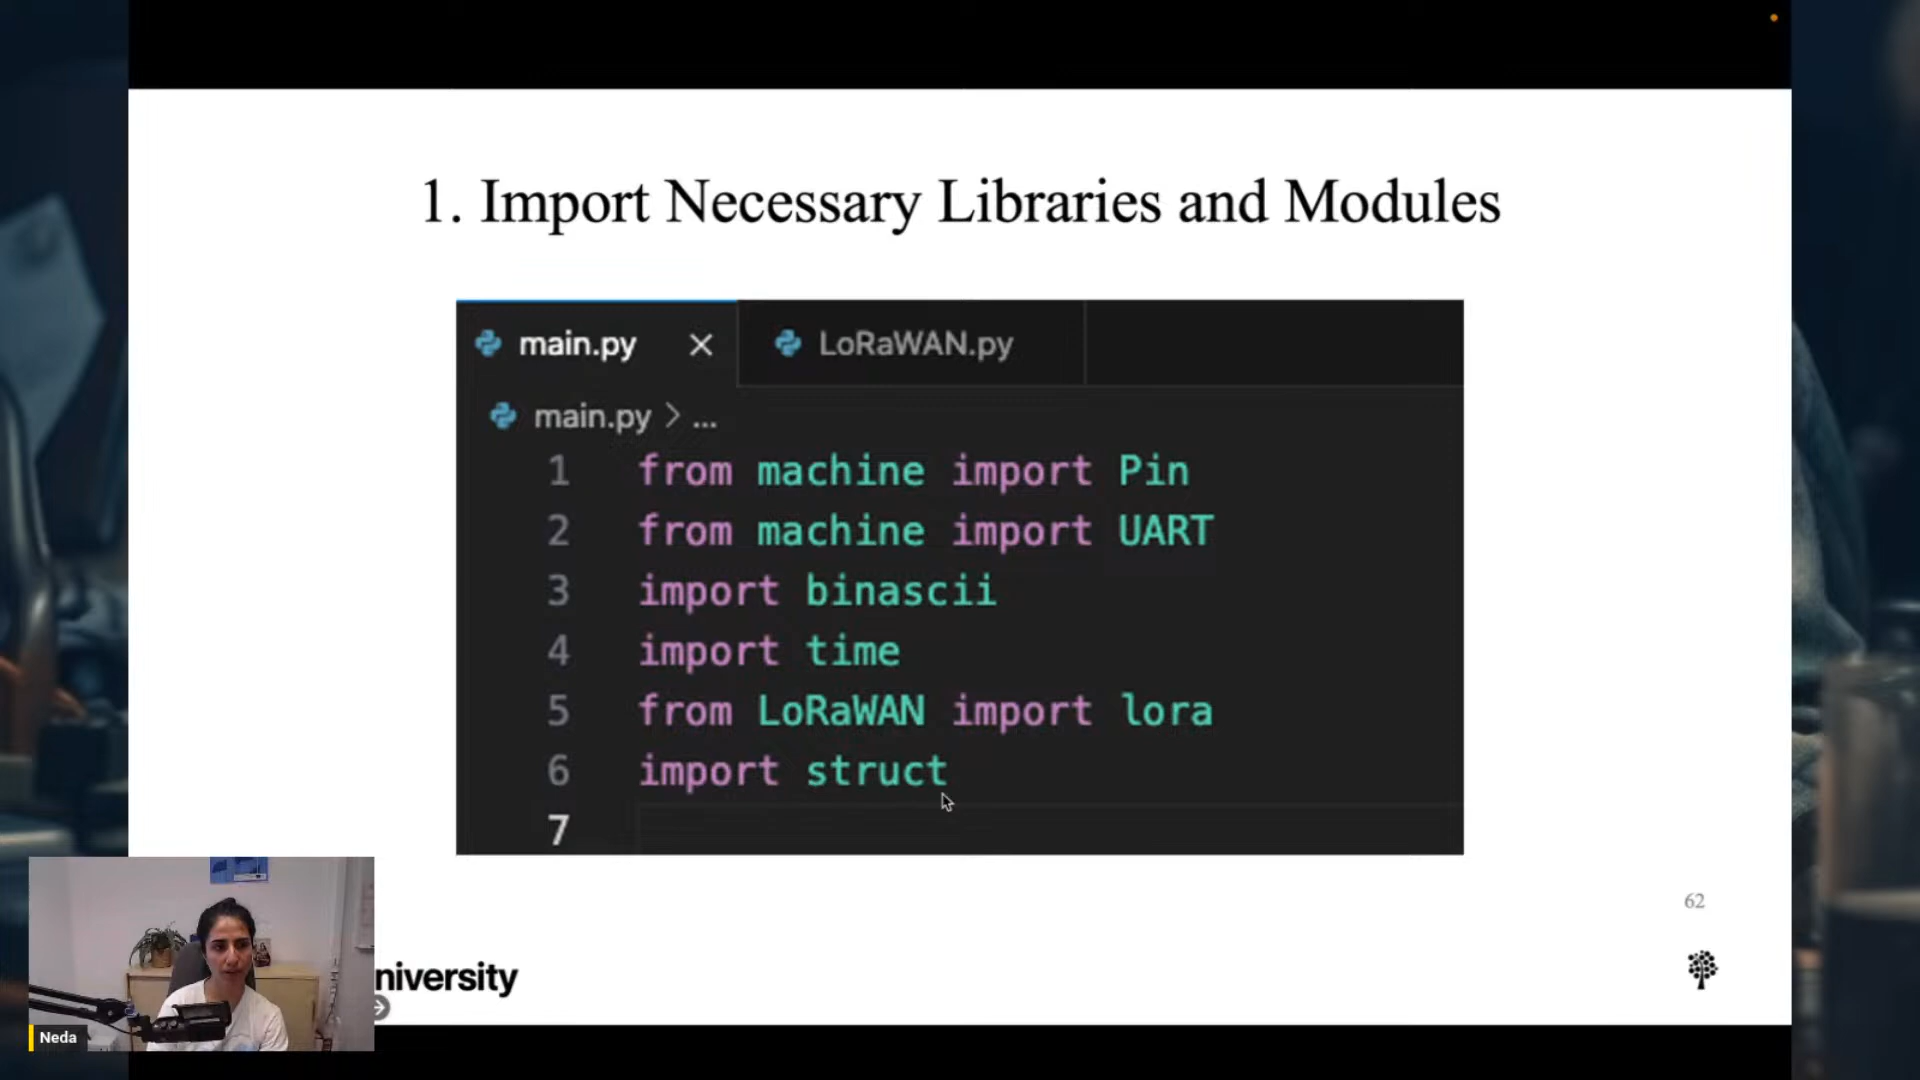 1. Import Necessary Libraries and Modules
main.py
LoRaWAN.py
main.py > ...
1 from machine import Pin
2 from machine import UART
3 import binascii
4 import time
5 from LoRaWAN import lora
6 import struct
7
62
niversity
Neda